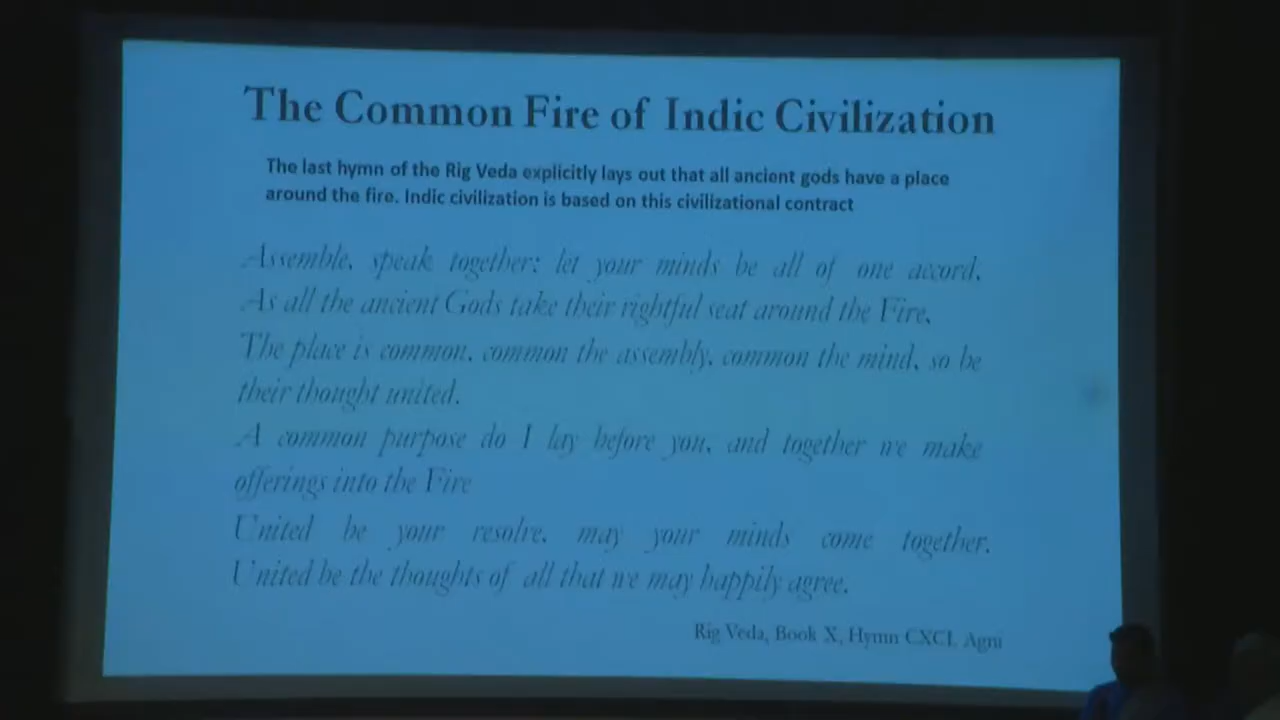 The Common Fire of Indic Civilization
The last hymn of the Rig Veda explicitly lays out that all ancient gods have a place
around the fire. Indic civilization is based on this civilizational contract
Assemble, speak together: let your minds be all of one accord,
As all the ancient Gods take their rightful seat around the Fire.
The place is common, common the assembly, common the mind, so be
their thought united.
A common purpose do I lay before you, and together we make
offerings into the Fire
United be your resolve, may your minds come together.
United be the thoughts of all that we may happily agree.
Rig Veda, Book X, Hymn CXCI, Agni